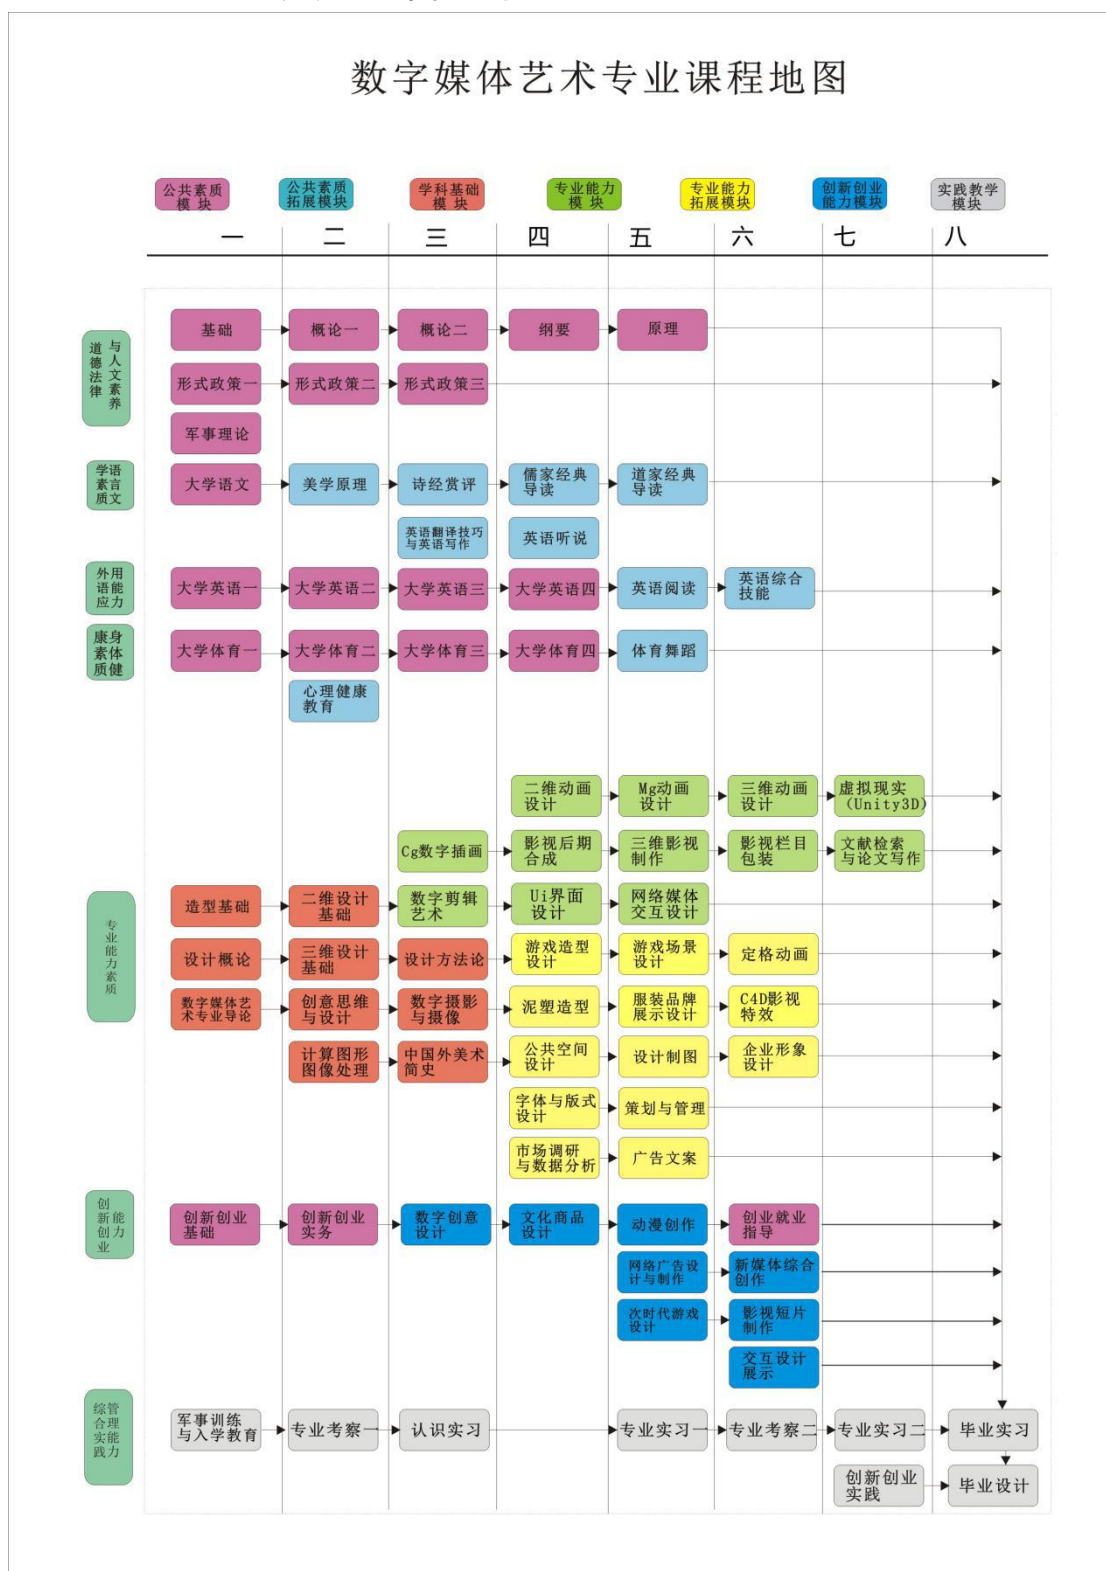 数字媒体艺术专业课程地图
公共素质
模 块
公共素质
拓展模块
学科基础
模 块
专业能力
模 块
专业能力
拓展模块
创新创业
能力模块
实践教学
模块
一 二 三 四 五 六 七 八
道德法律
与人文素养
基础
概论一
概论二
纲要
原理
形式政策一
形式政策二
形式政策三
军事理论
学语
素言
质文
大学语文
美学原理
诗经赏评
儒家经典
导读
道家经典
导读
英语翻译技巧
与英语写作
英语听说
外用
语能
应力
大学英语一
大学英语二
大学英语三
大学英语四
英语阅读
英语综合
技能
康身
素体
质健
大学体育一
大学体育二
大学体育三
大学体育四
体育舞蹈
心理健康
教育
二维动画
设计
Mg动画
设计
三维动画
设计
虚拟现实
(Unity3D)
Cg数字插画
影视后期
合成
三维影视
制作
影视栏目
包装
文献检索
与论文写作
专业能力素质
造型基础
二维设计
基础
数字剪辑
艺术
Ui界面
设计
网络媒体
交互设计
设计概论
三维设计
基础
设计方法论
游戏造型
设计
游戏场景
设计
定格动画
数字媒体艺
术专业导论
创意思维
与设计
数字摄影
与摄像
泥塑造型
服装品牌
展示设计
C4D影视
特效
计算图形
图像处理
中国外美术
简史
公共空间
设计
设计制图
企业形象
设计
字体与版式
设计
策划与管理
市场调研
与数据分析
广告文案
创
新能
创力
业
创新创业
基础
创新创业
实务
数字创意
设计
文化商品
设计
动漫创作
创业就业
指导
网络广告设
计与制作
新媒体综合
创作
次时代游戏
设计
影视短片
制作
交互设计
展示
综管
合理
实能
践力
军事训练
与入学教育
专业考察一
认识实习
专业实习一
专业考察二
专业实习二
毕业实习
创新创业
实践
毕业设计